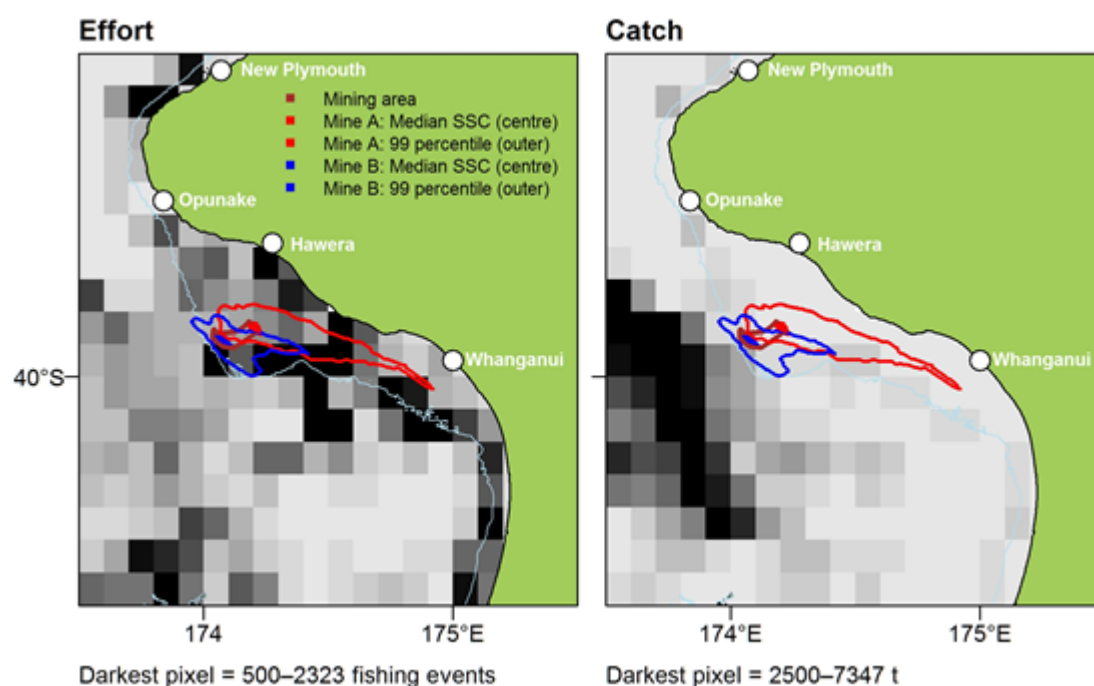 Effort
New Plymouth
Mining area
Mine A: Median SSC (centre)
Mine A: 99 percentile (outer)
Mine B: Median SSC (centre)
Mine B: 99 percentile (outer)
Opunake
Hawera
Whanganui
40°S
174
175°E
Darkest pixel = 500–2323 fishing events
Catch
New Plymouth
Opunake
Hawera
Whanganui
174°E
175°E
Darkest pixel = 2500–7347 t